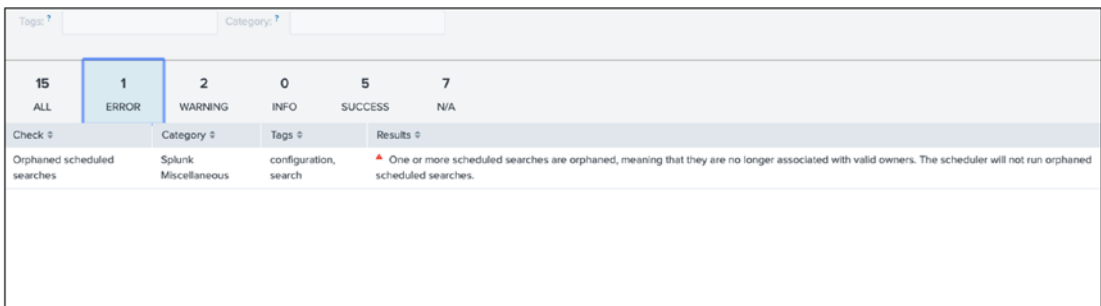 Tags: ? Category: ?
15 1 2 0 5 7
ALL ERROR WARNING INFO SUCCESS N/A
Check Category Tags Results
Orphaned scheduled Splunk configuration, One or more scheduled searches are orphaned, meaning that they are no longer associated with valid owners. The scheduler will not run orphaned
searches Miscellaneous search scheduled searches.